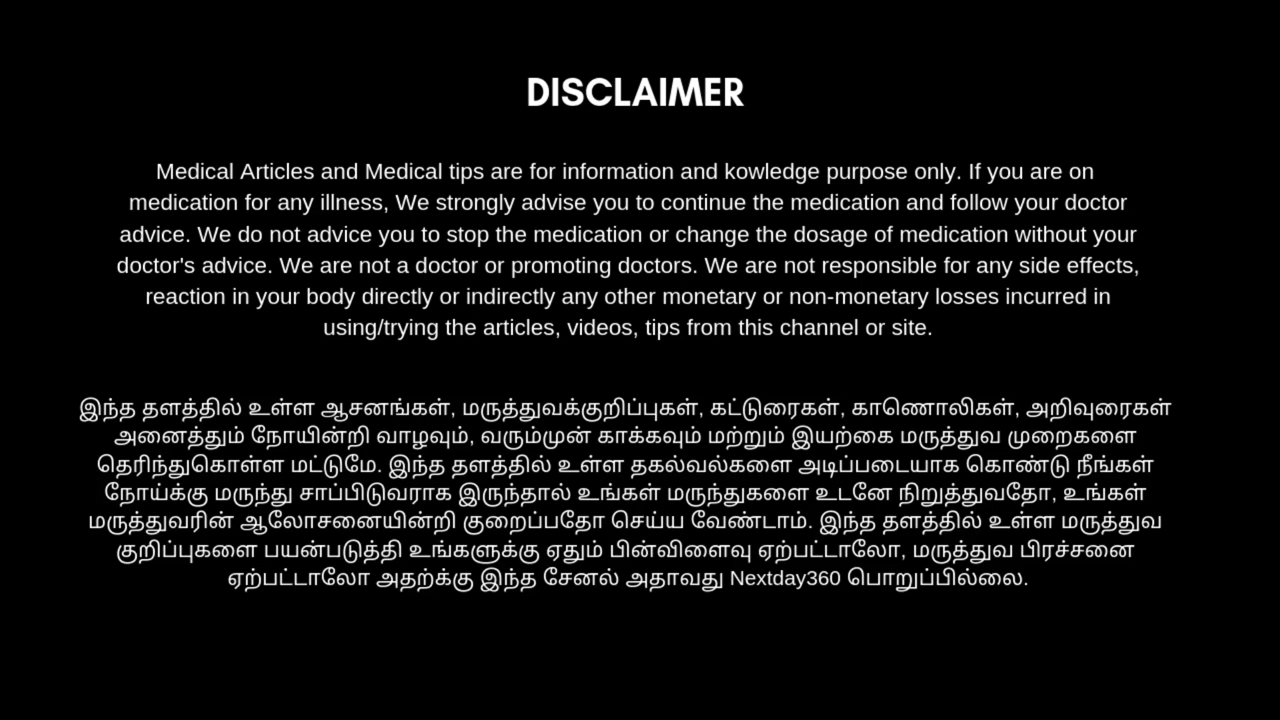 DISCLAIMER
Medical Articles and Medical tips are for information and kowledge purpose only. If you are on
medication for any illness, We strongly advise you to continue the medication and follow your doctor
advice. We do not advice you to stop the medication or change the dosage of medication without your
doctor's advice. We are not a doctor or promoting doctors. We are not responsible for any side effects,
reaction in your body directly or indirectly any other monetary or non-monetary losses incurred in
using/trying the articles, videos, tips from this channel or site.
இந்த தளத்தில் உள்ள ஆசனங்கள், மருத்துவக்குறிப்புகள், கட்டுரைகள், காணொலிகள், அறிவுரைகள்
அனைத்தும் நோயின்றி வாழவும், வரும்முன் காக்கவும் மற்றும் இயற்கை மருத்துவ முறைகளை
தெரிந்துகொள்ள மட்டுமே. இந்த தளத்தில் உள்ள தகல்வல்களை அடிப்படையாக கொண்டு நீங்கள்
நோய்க்கு மருந்து சாப்பிடுவராக இருந்தால் உங்கள் மருந்துகளை உடனே நிறுத்துவதோ, உங்கள்
மருத்துவரின் ஆலோசனையின்றி குறைப்பதோ செய்ய வேண்டாம். இந்த தளத்தில் உள்ள மருத்துவ
குறிப்புகளை பயன்படுத்தி உங்களுக்கு ஏதும் பின்விளைவு ஏற்பட்டாலோ, மருத்துவ பிரச்சனை
ஏற்பட்டாலோ அதற்க்கு இந்த சேனல் அதாவது Nextday360 பொறுப்பில்லை.